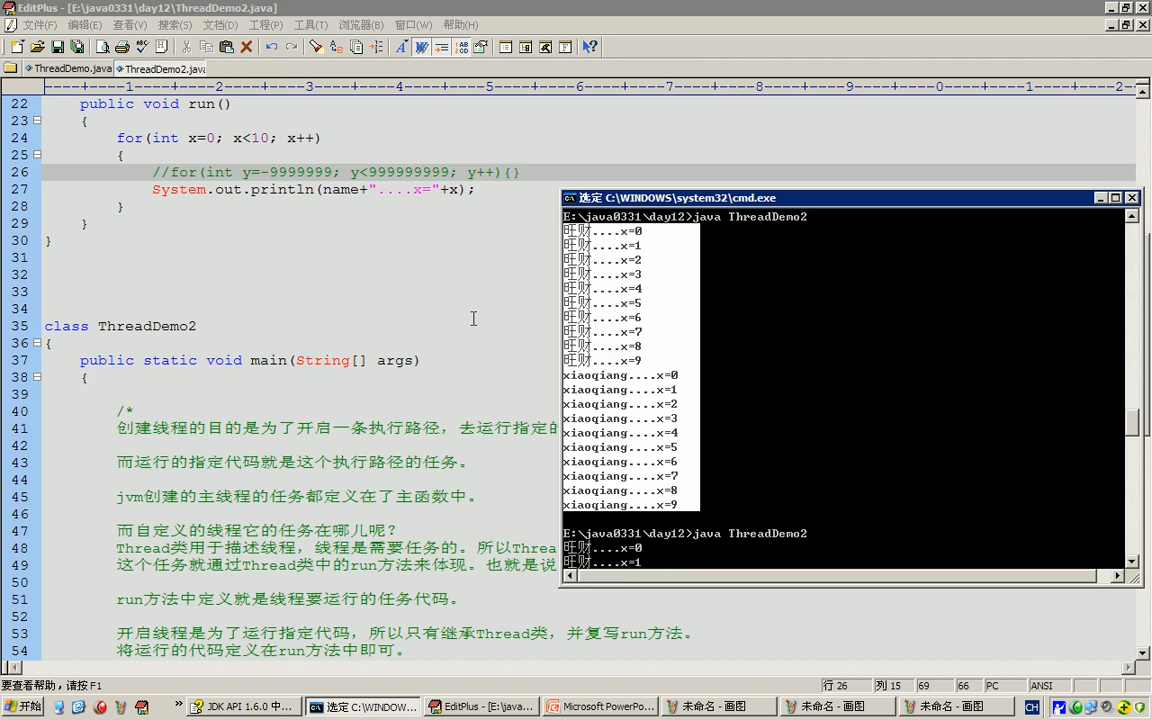 EditPlus - [E:\java0331\day12\ThreadDemo2.java]
文件(F) 编辑(E) 查看(V) 搜索(S) 文档(D) 工程(P) 工具(T) 浏览器(B) 窗口(W) 帮助(H)
ThreadDemo.java ThreadDemo2.java
----+----1----+----2----+----3----+----4----+----5----+----6----+----7----+----8----+----9----+----0----+----1----+----2-
22 public void run()
23 {
24 for(int x=0; x<10; x++)
25 {
26 //for(int y=-9999999; y<999999999; y++){}
27 System.out.println(name+"....x="+x);
28 }
29 }
30 }
31
32
33
34
35 class ThreadDemo2
36 {
37 public static void main(String[] args)
38 {
39
40 /*
41 创建线程的目的是为了开启一条执行路径，去运行指定的
42
43 而运行的指定代码就是这个执行路径的任务。
44
45 jvm创建的主线程的任务都定义在了主函数中。
46
47 而自定义的线程它的任务在哪儿呢？
48 Thread类用于描述线程，线程是需要任务的。所以Threa
49 这个任务就通过Thread类中的run方法来体现。也就是说
50
51 run方法中定义就是线程要运行的任务代码。
52
53 开启线程是为了运行指定代码，所以只有继承Thread类，并复写run方法。
54 将运行的代码定义在run方法中即可。
选定 C:\WINDOWS\system32\cmd.exe
E:\java0331\day12>java ThreadDemo2
旺财....x=0
旺财....x=1
旺财....x=2
旺财....x=3
旺财....x=4
旺财....x=5
旺财....x=6
旺财....x=7
旺财....x=8
旺财....x=9
xiaoqiang....x=0
xiaoqiang....x=1
xiaoqiang....x=2
xiaoqiang....x=3
xiaoqiang....x=4
xiaoqiang....x=5
xiaoqiang....x=6
xiaoqiang....x=7
xiaoqiang....x=8
xiaoqiang....x=9
E:\java0331\day12>java ThreadDemo2
旺财....x=0
旺财....x=1
要查看帮助，请按 F1 行 26 列 15 69 66 PC ANSI
开始 » JDK API 1.6.0 中... 选定 C:\WINDOW... EditPlus - [E:\java... Microsoft PowerPo... 未命名 - 画图 未命名 - 画图 未命名 - 画图 CH